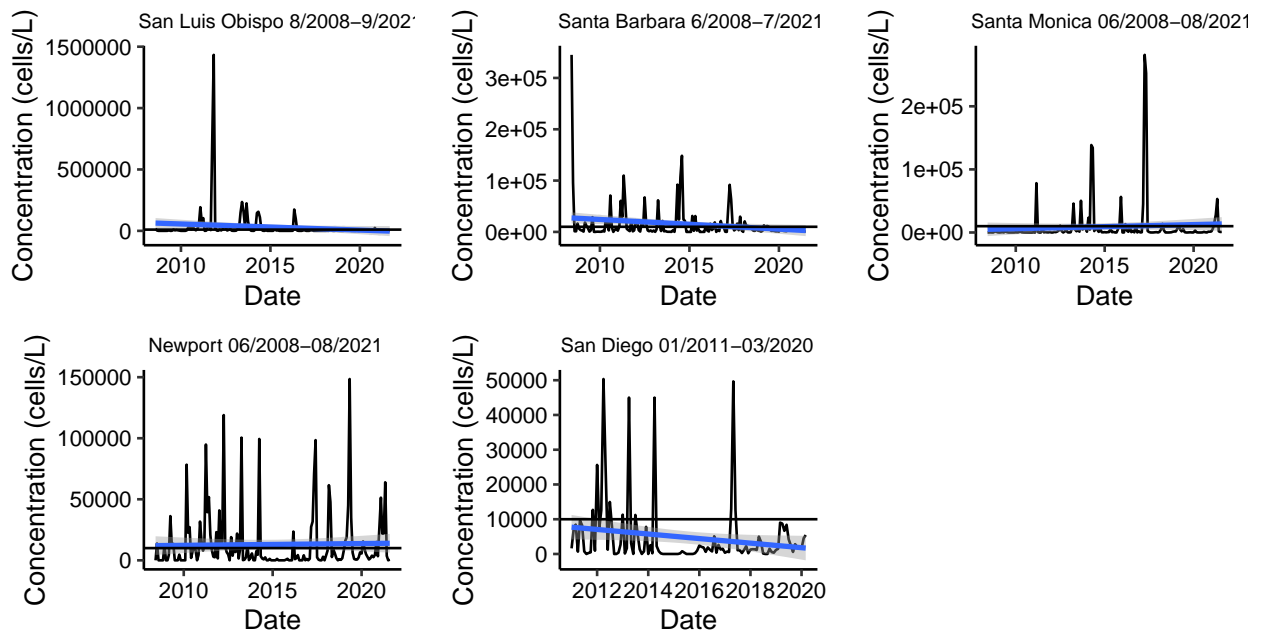 San Luis Obispo 8/2008–9/202
Concentration (cells/L)
1500000
1000000
500000
0
2010 2015 2020
Date
Santa Barbara 6/2008–7/2021
Concentration (cells/L)
3e+05
2e+05
1e+05
0e+00
2010 2015 2020
Date
Santa Monica 06/2008–08/2021
Concentration (cells/L)
2e+05
1e+05
0e+00
2010 2015 2020
Date
Newport 06/2008–08/2021
Concentration (cells/L)
150000
100000
50000
0
2010 2015 2020
Date
San Diego 01/2011–03/2020
Concentration (cells/L)
50000
40000
30000
20000
10000
0
2012 2014 2016 2018 2020
Date